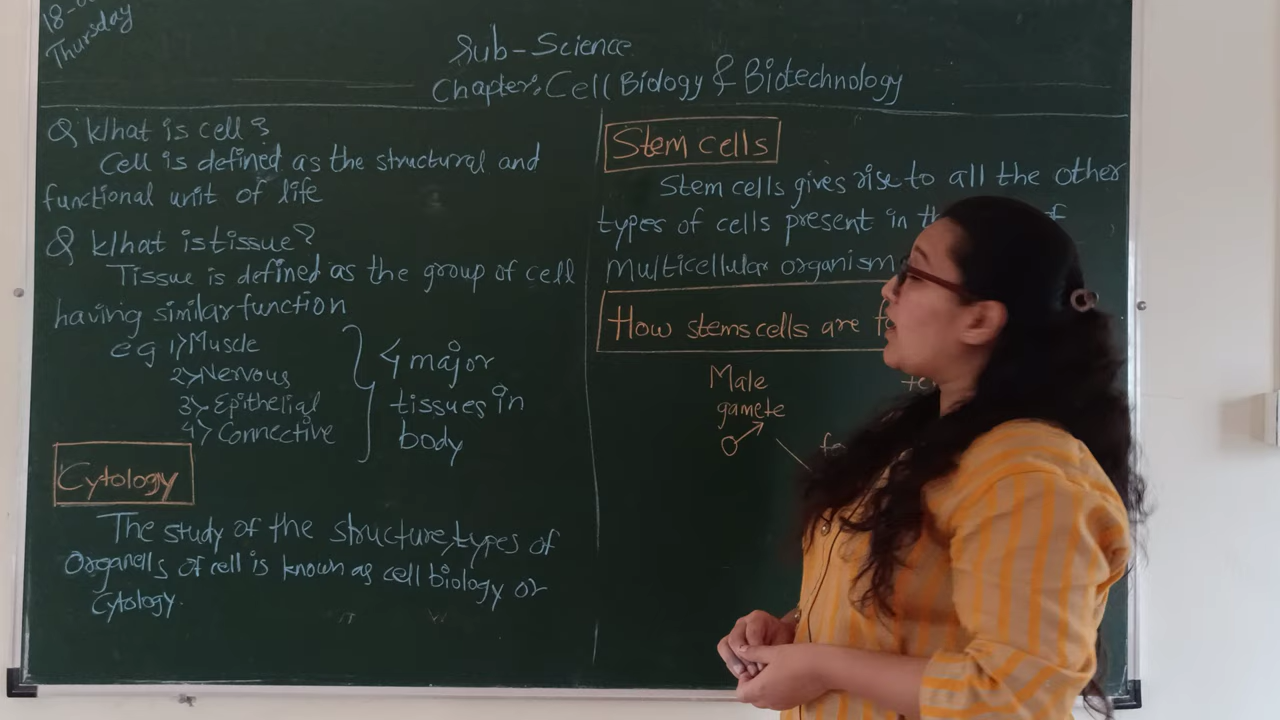 18-
Thursday
Sub-Science
Chapter:Cell Biology & Biotechnology
Q What is cell?
Cell is defined as the structural and
functional unit of life
Q What is tissue?
Tissue is defined as the group of cell
having similar function
eg 1) Muscle
2) Nervous
3) Epithelial
4) Connective
4 major
tissues in
body
Cytology
The study of the structure, types of
Organells of cell is known as cell biology or
Cytology.
Stem cells
Stem cells gives rise to all the other
types of cells present in
Multicellular organism
How stems cells are
Male
gamete